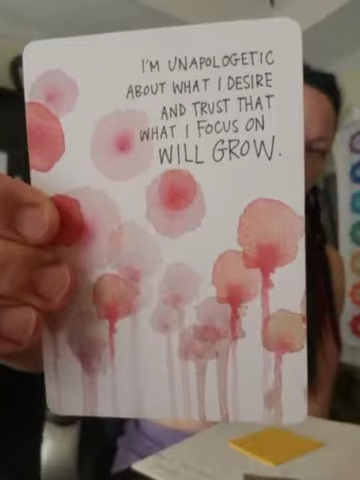 I'M UNAPOLOGETIC
ABOUT WHAT I DESIRE
AND TRUST THAT
WHAT I FOCUS ON
WILL GROW.